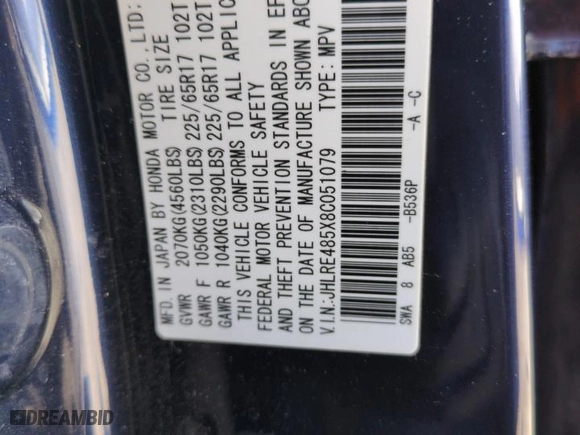 MFD. IN JAPAN BY HONDA MOTOR CO., LTD:
TIRE SIZE
GVWR 2070KG(4560LBS)
GAWR F 1050KG(2310LBS) 225/65R17 102T
GAWR R 1040KG(2290LBS) 225/65R17 102T
THIS VEHICLE CONFORMS TO ALL APPLIC
FEDERAL MOTOR VEHICLE SAFETY
AND THEFT PREVENTION STANDARDS IN EF
ON THE DATE OF MANUFACTURE SHOWN ABO
V.I.N:JHLRE485X8C051079 TYPE: MPV
SWA 8 AB5 -B536P -A -C
DREAMBID